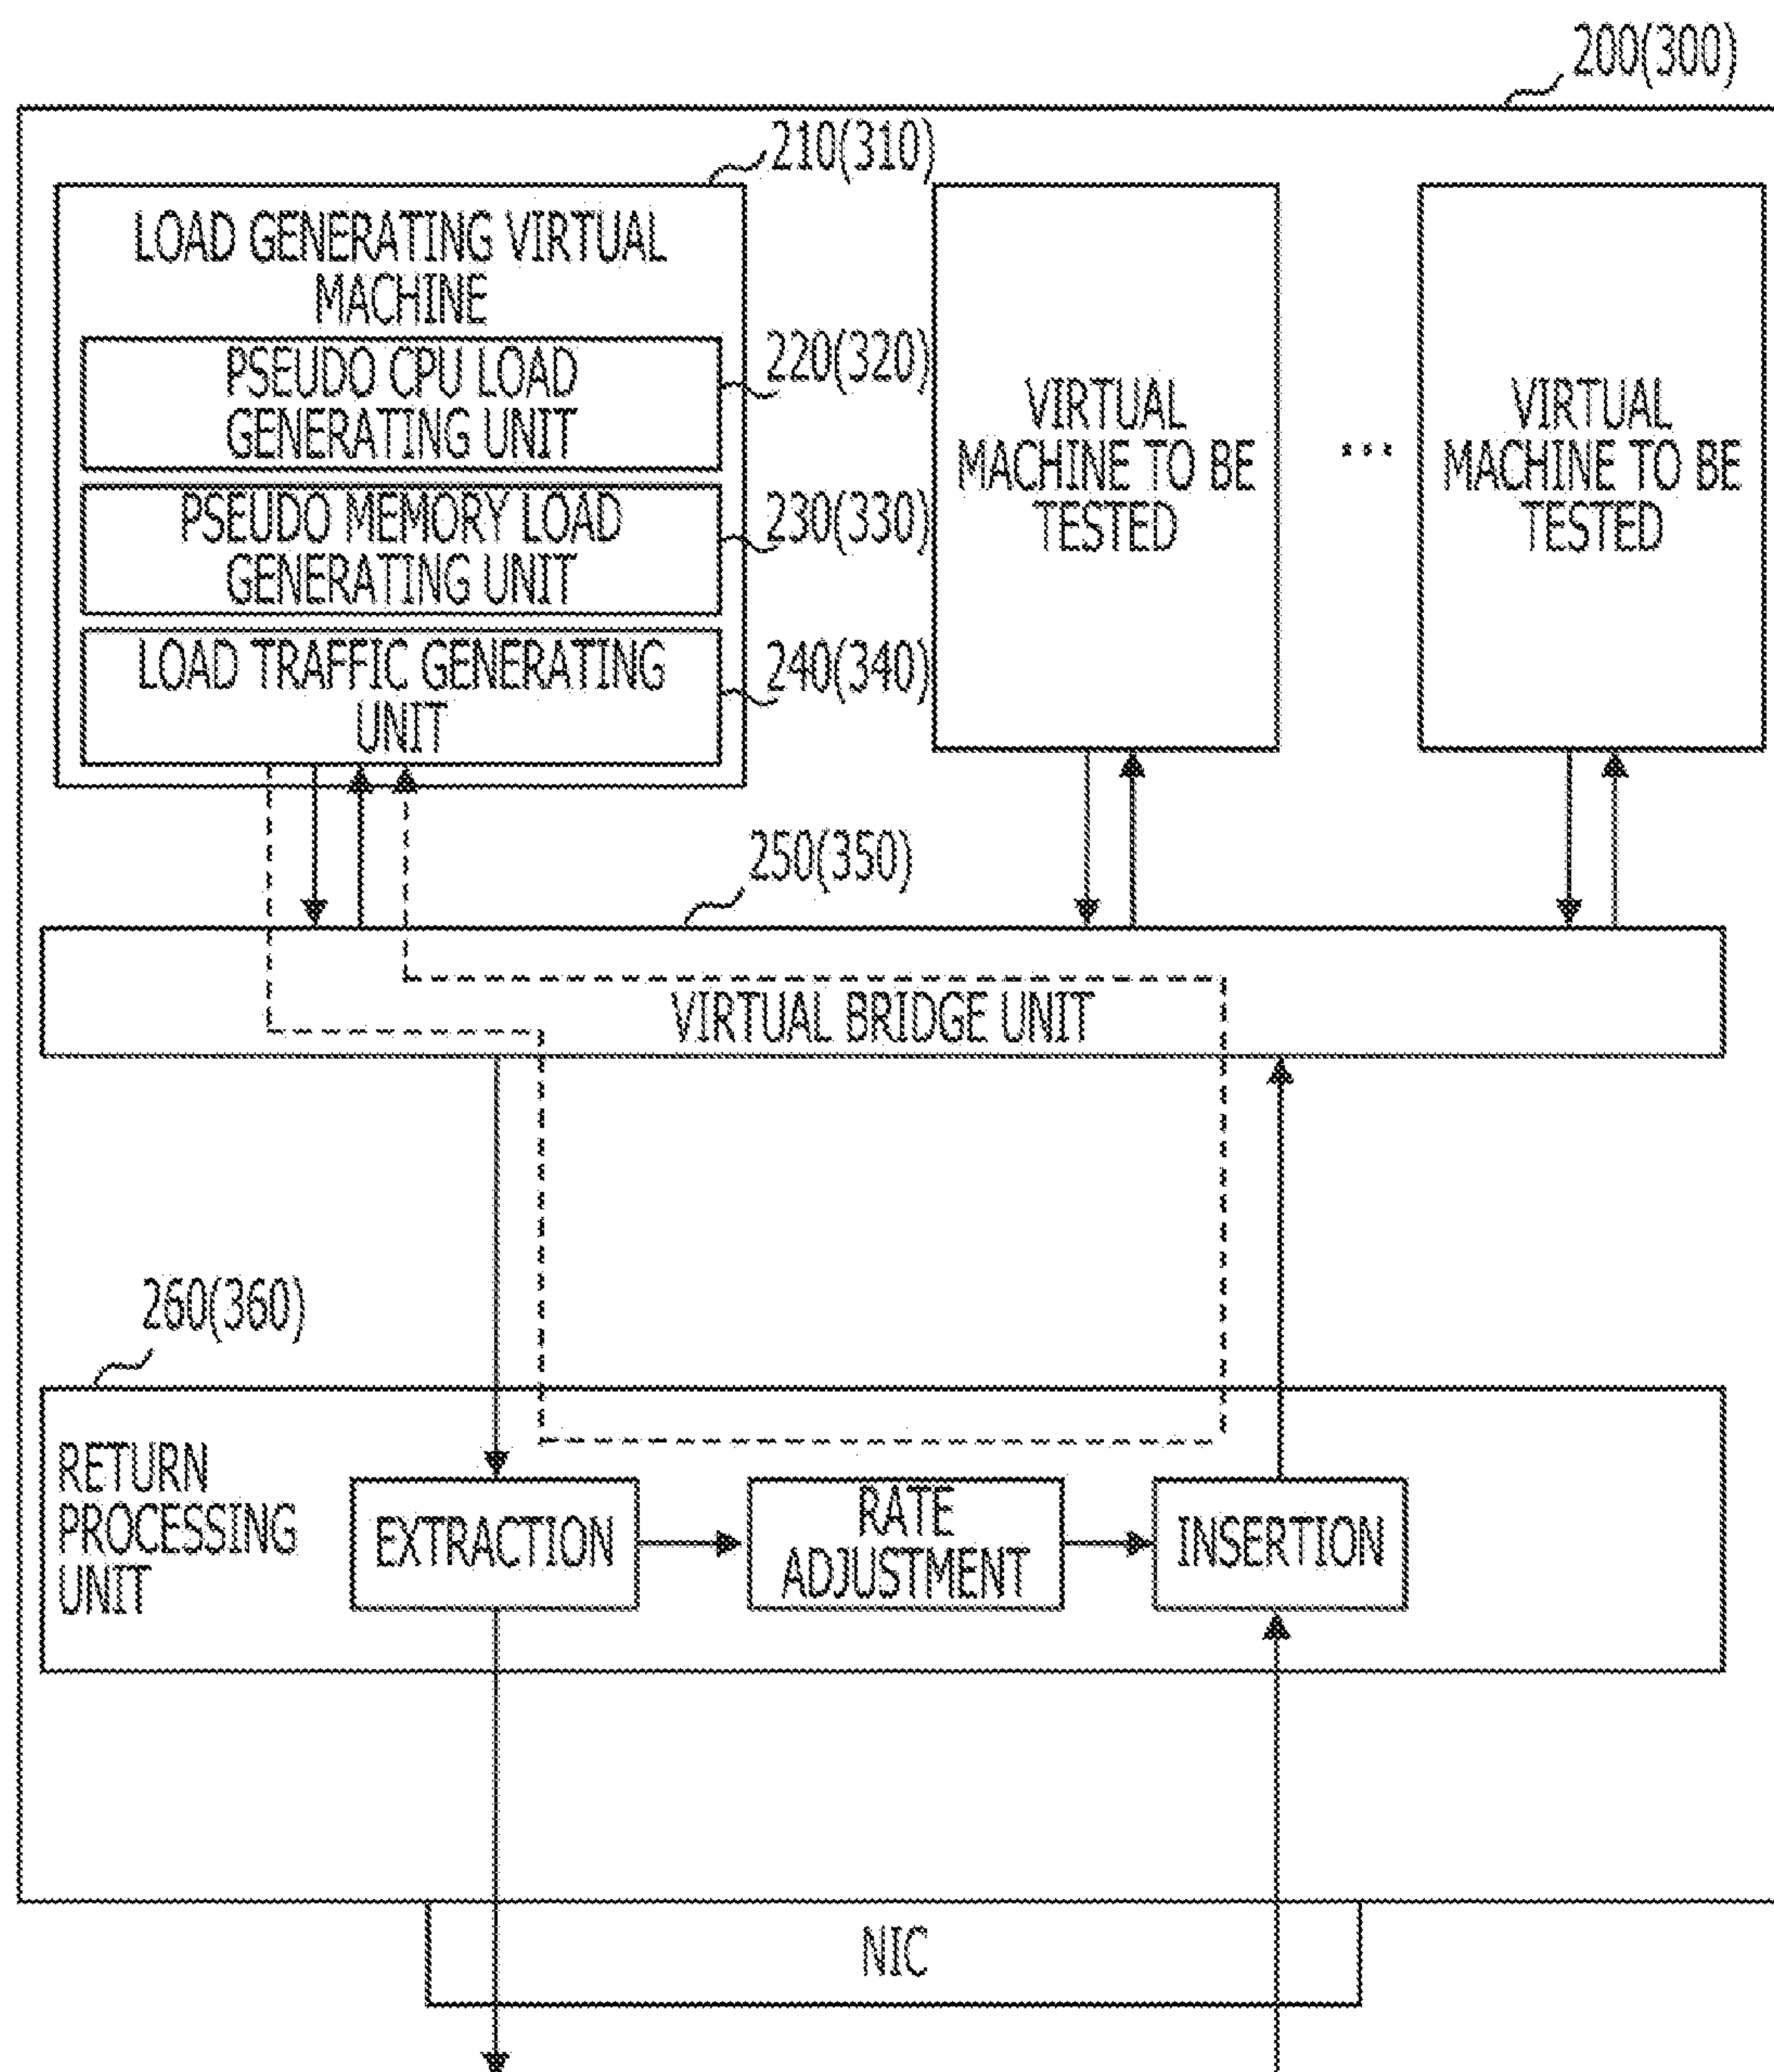 200(300)
210(310)
LOAD GENERATING VIRTUAL
MACHINE
PSEUDO CPU LOAD
GENERATING UNIT
220(320)
PSEUDO MEMORY LOAD
GENERATING UNIT
230(330)
LOAD TRAFFIC GENERATING
UNIT
240(340)
VIRTUAL
MACHINE TO BE
TESTED
...
VIRTUAL
MACHINE TO BE
TESTED
250(350)
VIRTUAL BRIDGE UNIT
260(360)
RETURN
PROCESSING
UNIT
EXTRACTION
RATE
ADJUSTMENT
INSERTION
NIC